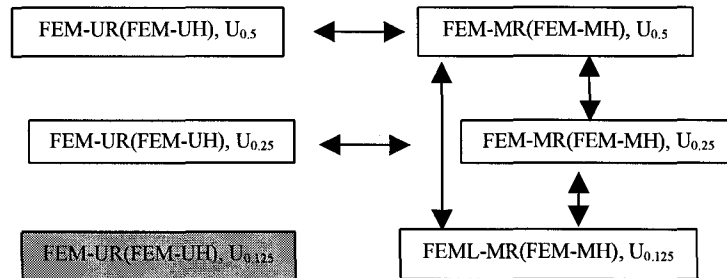 FEM-UR(FEM-UH), U0.5
FEM-MR(FEM-MH), U0.5
FEM-UR(FEM-UH), U0.25
FEM-MR(FEM-MH), U0.25
FEM-UR(FEM-UH), U0.125
FEML-MR(FEM-MH), U0.125